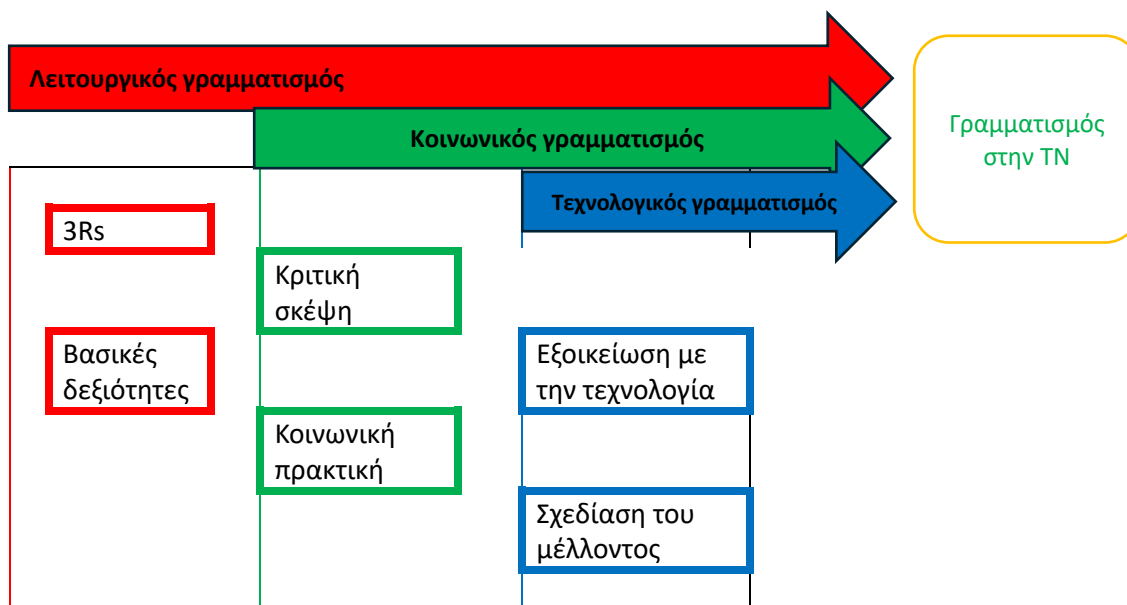 Λειτουργικός γραμματισμός
Κοινωνικός γραμματισμός
Τεχνολογικός γραμματισμός
Γραμματισμός
στην ΤΝ
3Rs
Κριτική
σκέψη
Βασικές
δεξιότητες
Εξοικείωση με
την τεχνολογία
Κοινωνική
πρακτική
Σχεδίαση του
μέλλοντος